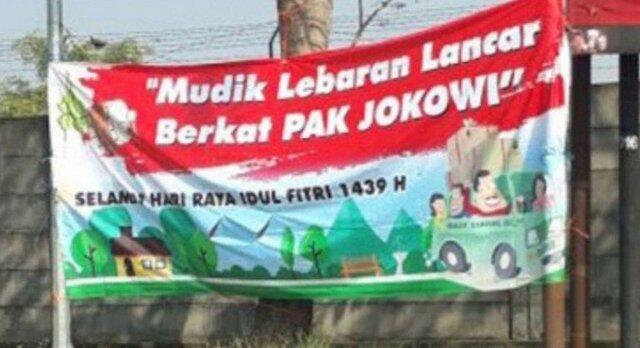 "Mudik Lebaran Lancar
Berkat PAK JOKOWI"
SELAMAT HARI RAYA IDUL FITRI 1439 H